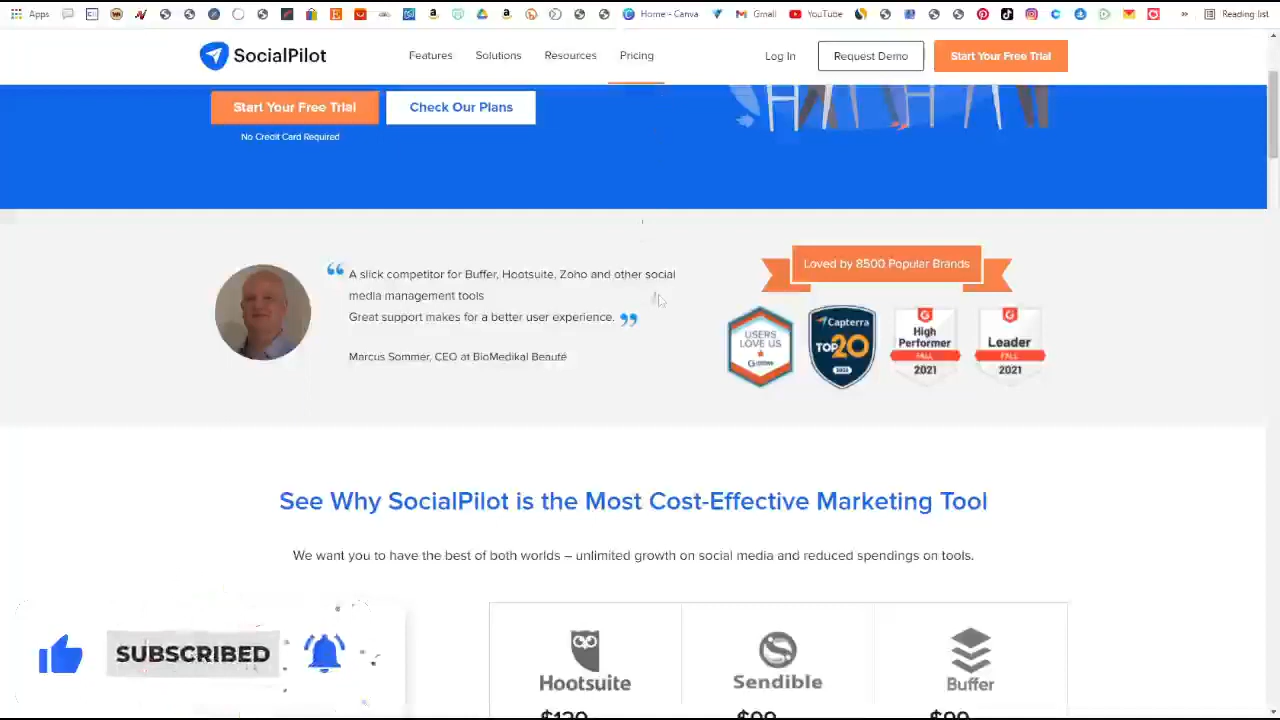 Apps
Home - Canva
Gmail
YouTube
Reading list
SocialPilot
Features
Solutions
Resources
Pricing
Log In
Request Demo
Start Your Free Trial
Start Your Free Trial
Check Our Plans
No Credit Card Required
“ A slick competitor for Buffer, Hootsuite, Zoho and other social
media management tools
Great support makes for a better user experience. ”
Marcus Sommer, CEO at BioMedikal Beauté
Loved by 8500 Popular Brands
USERS
LOVE US
Capterra
TOP 20
High
Performer
FALL
2021
Leader
FALL
2021
See Why SocialPilot is the Most Cost-Effective Marketing Tool
We want you to have the best of both worlds – unlimited growth on social media and reduced spendings on tools.
SUBSCRIBED
Hootsuite
Sendible
Buffer